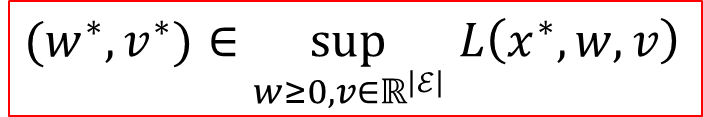 (w*, v*) ∈ sup L(x*, w, v)
w≥0,v∈ℝ|ℰ|